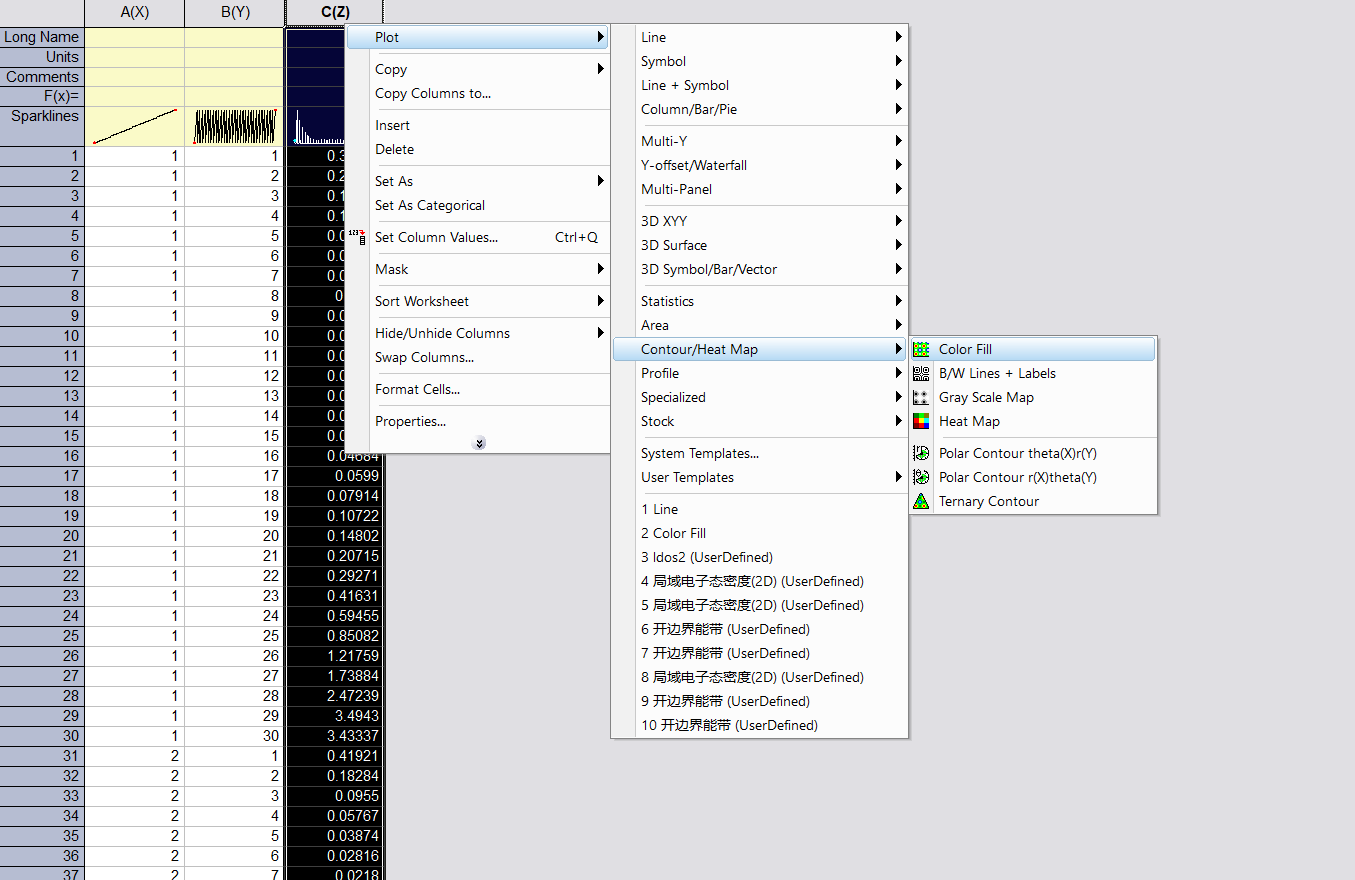 A(X) B(Y) C(Z)
Long Name
Units
Comments
F(x)=
Sparklines
1 1 1 0.3
2 1 2 0.2
3 1 3 0.1
4 1 4 0.1
5 1 5 0.0
6 1 6 0.0
7 1 7 0.0
8 1 8 0
9 1 9 0.0
10 1 10 0.0
11 1 11 0.0
12 1 12 0.0
13 1 13 0.0
14 1 14 0.0
15 1 15 0.0
16 1 16 0.04684
17 1 17 0.0599
18 1 18 0.07914
19 1 19 0.10722
20 1 20 0.14802
21 1 21 0.20715
22 1 22 0.29271
23 1 23 0.41631
24 1 24 0.59455
25 1 25 0.85082
26 1 26 1.21759
27 1 27 1.73884
28 1 28 2.47239
29 1 29 3.4943
30 1 30 3.43337
31 2 1 0.41921
32 2 2 0.18284
33 2 3 0.0955
34 2 4 0.05767
35 2 5 0.03874
36 2 6 0.02816
37 2 7 0.0218
Plot
Copy
Copy Columns to...
Insert
Delete
Set As
Set As Categorical
Set Column Values... Ctrl+Q
Mask
Sort Worksheet
Hide/Unhide Columns
Swap Columns...
Format Cells...
Properties...
Line
Symbol
Line + Symbol
Column/Bar/Pie
Multi-Y
Y-offset/Waterfall
Multi-Panel
3D XYY
3D Surface
3D Symbol/Bar/Vector
Statistics
Area
Contour/Heat Map
Profile
Specialized
Stock
System Templates...
User Templates
1 Line
2 Color Fill
3 ldos2 (UserDefined)
4 局域电子态密度(2D) (UserDefined)
5 局域电子态密度(2D) (UserDefined)
6 开边界能带 (UserDefined)
7 开边界能带 (UserDefined)
8 局域电子态密度(2D) (UserDefined)
9 开边界能带 (UserDefined)
10 开边界能带 (UserDefined)
Color Fill
B/W Lines + Labels
Gray Scale Map
Heat Map
Polar Contour theta(X)r(Y)
Polar Contour r(X)theta(Y)
Ternary Contour